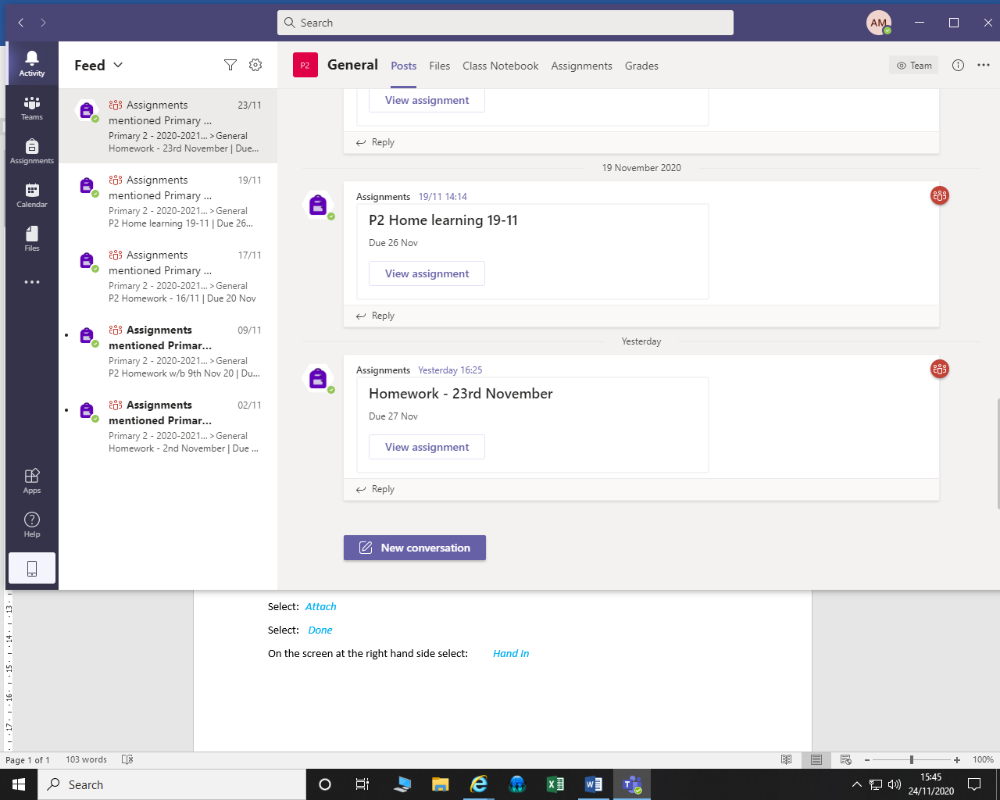 Search
AM
Activity
Teams
Assignments
Calendar
Files
Apps
Help
Feed
Assignments 23/11
mentioned Primary ...
Primary 2 - 2020-2021... > General
Homework - 23rd November | Due...
Assignments 19/11
mentioned Primary ...
Primary 2 - 2020-2021... > General
P2 Home learning 19-11 | Due 26...
Assignments 17/11
mentioned Primary ...
Primary 2 - 2020-2021... > General
P2 Homework - 16/11 | Due 20 Nov
Assignments 09/11
mentioned Primar...
Primary 2 - 2020-2021... > General
P2 Homework w/b 9th Nov 20 | Du...
Assignments 02/11
mentioned Primar...
Primary 2 - 2020-2021... > General
Homework - 2nd November | Due ...
P2 General Posts Files Class Notebook Assignments Grades Team
View assignment
Reply
19 November 2020
Assignments 19/11 14:14
P2 Home learning 19-11
Due 26 Nov
View assignment
Reply
Yesterday
Assignments Yesterday 16:25
Homework - 23rd November
Due 27 Nov
View assignment
Reply
New conversation
Select: Attach
Select: Done
On the screen at the right hand side select: Hand In
13
14
15
16
17
Page 1 of 1 103 words 100%
Search
15:45
24/11/2020